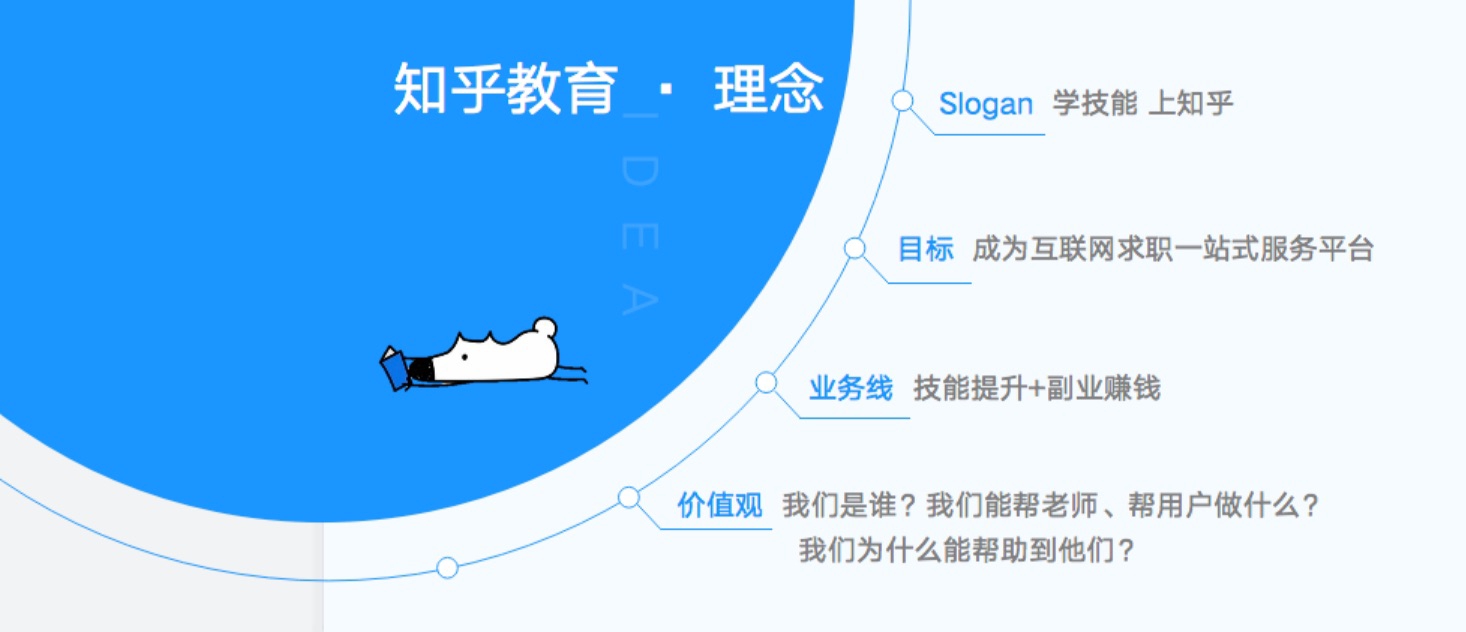 知乎教育 · 理念
IDEA
Slogan 学技能 上知乎
目标 成为互联网求职一站式服务平台
业务线 技能提升+副业赚钱
价值观 我们是谁？我们能帮老师、帮用户做什么？
我们为什么能帮助到他们？